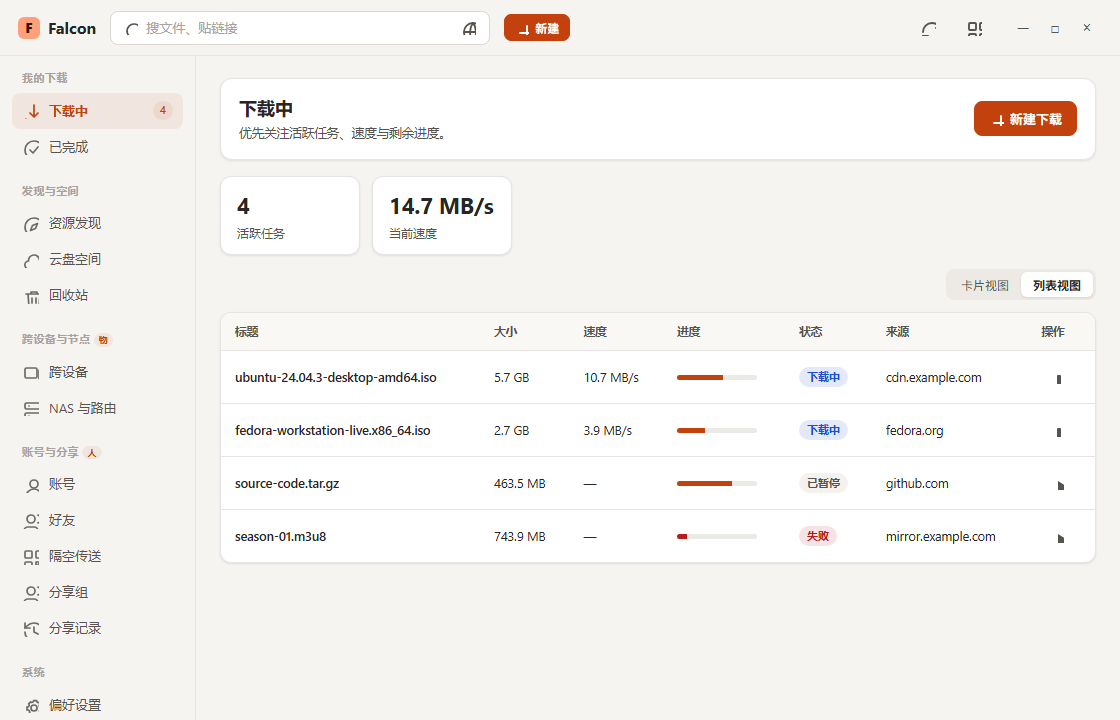 F Falcon
搜文件、贴链接
新建
我的下载
下载中 4
已完成
发现与空间
资源发现
云盘空间
回收站
跨设备与节点 物
跨设备
NAS 与路由
账号与分享 人
账号
好友
隔空传送
分享组
分享记录
系统
偏好设置
下载中
优先关注活跃任务、速度与剩余进度。
新建下载
4
活跃任务
14.7 MB/s
当前速度
卡片视图 列表视图
标题 大小 速度 进度 状态 来源 操作
ubuntu-24.04.3-desktop-amd64.iso 5.7 GB 10.7 MB/s 下载中 cdn.example.com
fedora-workstation-live.x86_64.iso 2.7 GB 3.9 MB/s 下载中 fedora.org
source-code.tar.gz 463.5 MB — 已暂停 github.com
season-01.m3u8 743.9 MB — 失败 mirror.example.com